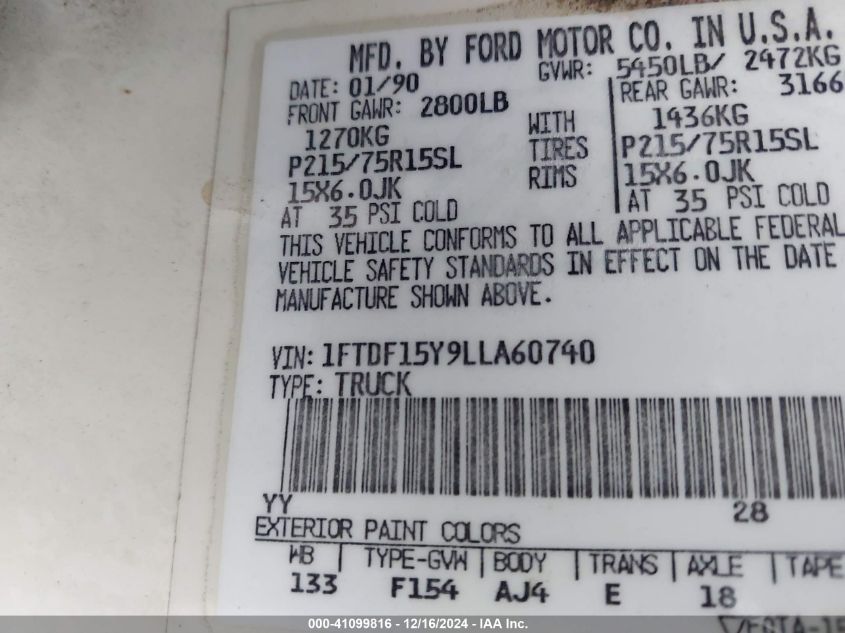 MFD. BY FORD MOTOR CO. IN U.S.A.
DATE: 01/90 GVWR: 5450LB/ 2472KG
FRONT GAWR: 2800LB REAR GAWR: 3166
1270KG WITH 1436KG
P215/75R15SL TIRES P215/75R15SL
15X6.0JK RIMS 15X6.0JK
AT 35 PSI COLD AT 35 PSI COLD
THIS VEHICLE CONFORMS TO ALL APPLICABLE FEDERAL
VEHICLE SAFETY STANDARDS IN EFFECT ON THE DATE
MANUFACTURE SHOWN ABOVE.
VIN: 1FTDF15Y9LLA60740
TYPE: TRUCK
YY 28
EXTERIOR PAINT COLORS
WB | TYPE-GVW | BODY | TRANS | AXLE | TAPE
133 F154 AJ4 E 18
000-41099816 - 12/16/2024 - IAA Inc.